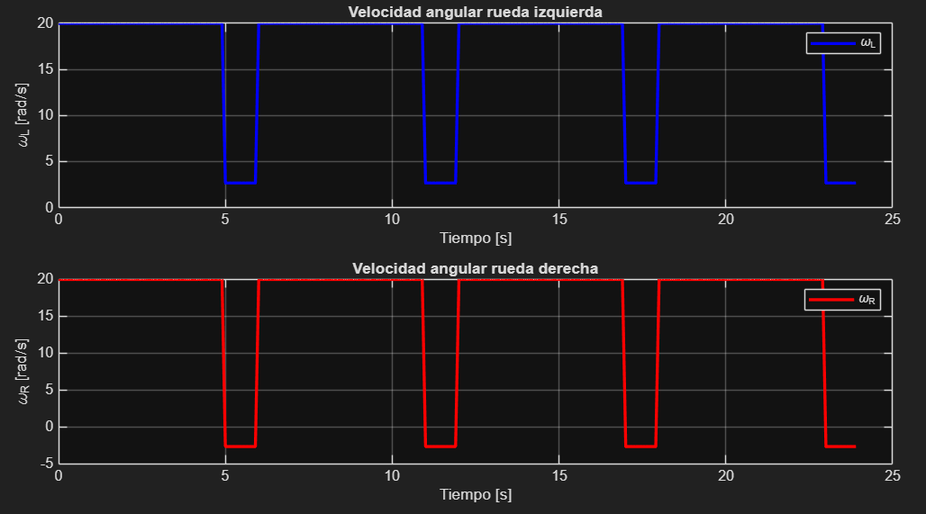 Velocidad angular rueda izquierda
20
15
10
5
0
ωL [rad/s]
ωL
0 5 10 15 20 25
Tiempo [s]
Velocidad angular rueda derecha
20
15
10
5
0
-5
ωR [rad/s]
ωR
0 5 10 15 20 25
Tiempo [s]